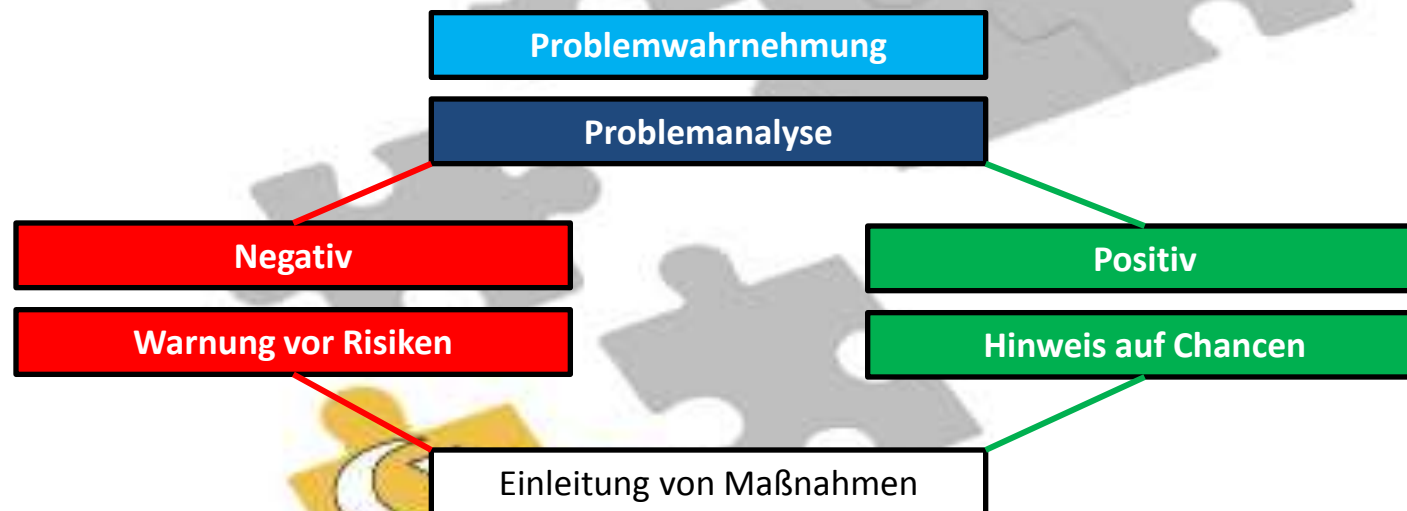 Problemwahrnehmung
Problemanalyse
Negativ
Positiv
Warnung vor Risiken
Hinweis auf Chancen
Einleitung von Maßnahmen